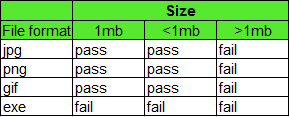 Size
File format 1mb <1mb >1mb
jpg pass pass fail
png pass pass fail
gif pass pass fail
exe fail fail fail